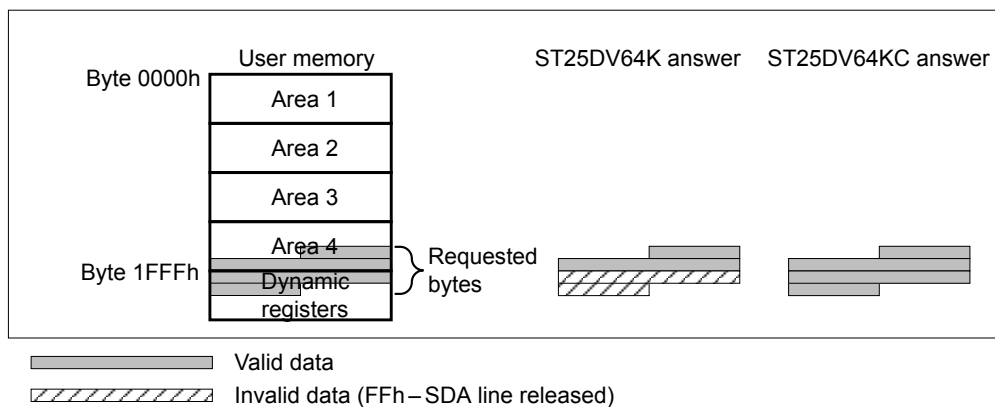 User memory
ST25DV64K answer
ST25DV64KC answer
Byte 0000h
Area 1
Area 2
Area 3
Area 4
Byte 1FFFh
Dynamic
registers
Requested
bytes
Valid data
Invalid data (FFh – SDA line released)